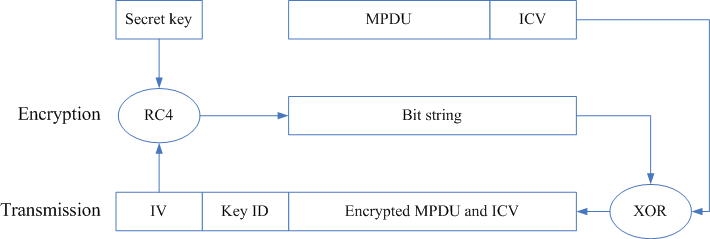 Secret key
MPDU ICV
Encryption RC4 Bit string
Transmission IV Key ID Encrypted MPDU and ICV XOR